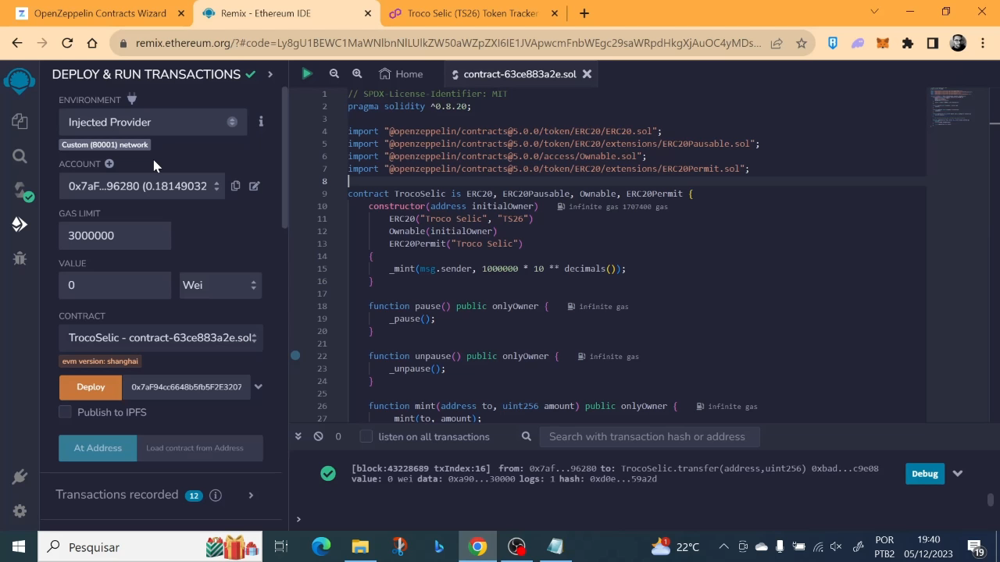 OpenZeppelin Contracts Wizard
Remix - Ethereum IDE
Troco Selic (TS26) Token Tracker
remix.ethereum.org/?#code=Ly8gU1BEWC1MaWNlbnNlLUlkZW50aWZpZXI6IE1JVApwcmFnbWEgc29saWRpdHkgXjAuOC4yMDs...
DEPLOY & RUN TRANSACTIONS
ENVIRONMENT
Injected Provider
Custom (80001) network
ACCOUNT
0x7aF...96280 (0.18149032
GAS LIMIT
3000000
VALUE
0
Wei
CONTRACT
TrocoSelic - contract-63ce883a2e.sol
evm version: shanghai
Deploy
0x7aF94cc6648b5fb5F2E3207
Publish to IPFS
At Address
Load contract from Address
Transactions recorded 12
Home
contract-63ce883a2e.sol
1 // SPDX-License-Identifier: MIT
2 pragma solidity ^0.8.20;
3
4 import "@openzeppelin/contracts@5.0.0/token/ERC20/ERC20.sol";
5 import "@openzeppelin/contracts@5.0.0/token/ERC20/extensions/ERC20Pausable.sol";
6 import "@openzeppelin/contracts@5.0.0/access/Ownable.sol";
7 import "@openzeppelin/contracts@5.0.0/token/ERC20/extensions/ERC20Permit.sol";
8
9 contract TrocoSelic is ERC20, ERC20Pausable, Ownable, ERC20Permit {
10 constructor(address initialOwner) infinite gas 1707400 gas
11 ERC20("Troco Selic", "TS26")
12 Ownable(initialOwner)
13 ERC20Permit("Troco Selic")
14 {
15 _mint(msg.sender, 1000000 * 10 ** decimals());
16 }
17
18 function pause() public onlyOwner { infinite gas
19 _pause();
20 }
21
22 function unpause() public onlyOwner { infinite gas
23 _unpause();
24 }
25
26 function mint(address to, uint256 amount) public onlyOwner { infinite gas
27 _mint(to, amount);
0
listen on all transactions
Search with transaction hash or address
[block:43228689 txIndex:16] from: 0x7af...96280 to: TrocoSelic.transfer(address,uint256) 0xbad...c9e08
value: 0 wei data: 0xa90...30000 logs: 1 hash: 0xd0e...59a2d
Debug
>
Pesquisar
1
22°C
POR
PTB2
19:40
05/12/2023
19